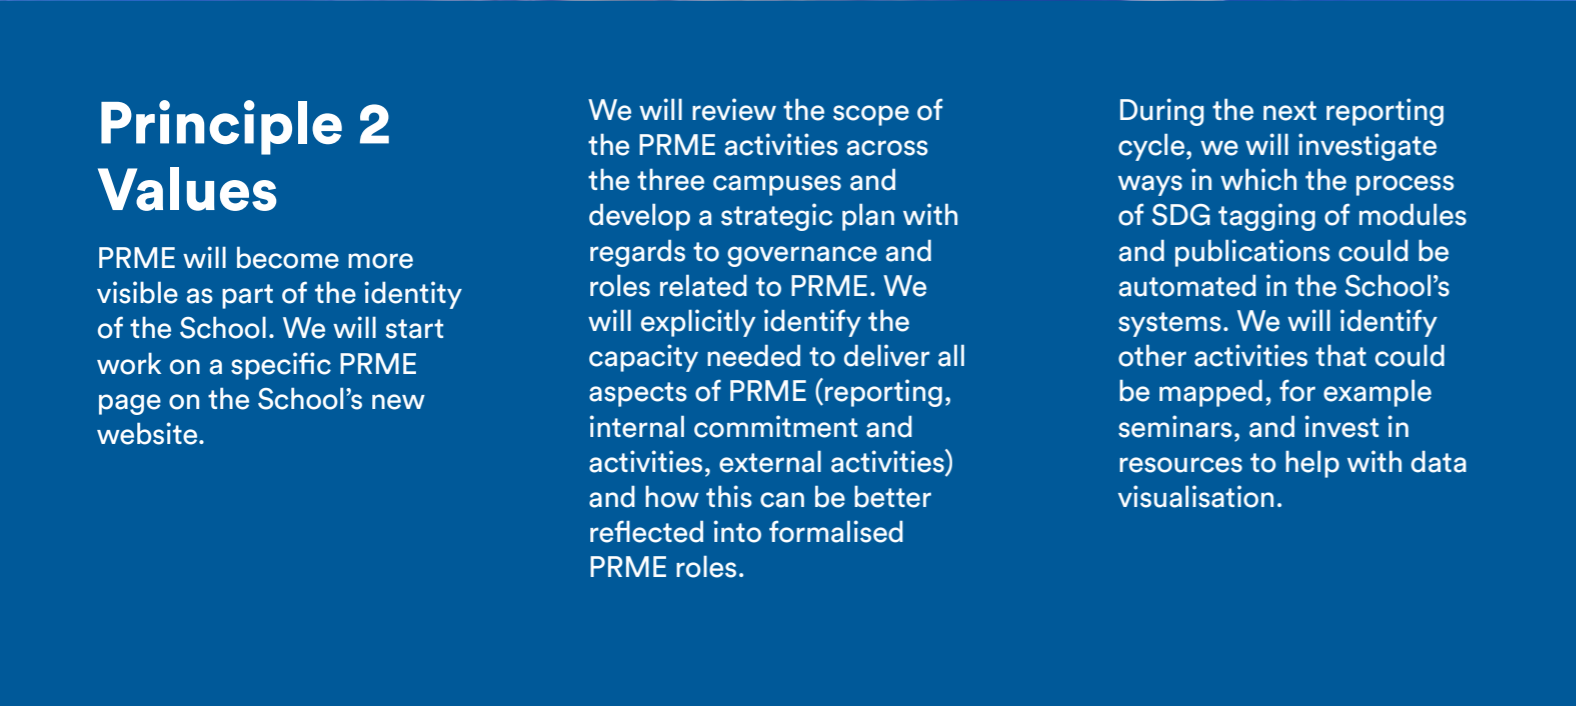 Principle 2
Values
PRME will become more
visible as part of the identity
of the School. We will start
work on a specific PRME
page on the School’s new
website.
We will review the scope of
the PRME activities across
the three campuses and
develop a strategic plan with
regards to governance and
roles related to PRME. We
will explicitly identify the
capacity needed to deliver all
aspects of PRME (reporting,
internal commitment and
activities, external activities)
and how this can be better
reflected into formalised
PRME roles.
During the next reporting
cycle, we will investigate
ways in which the process
of SDG tagging of modules
and publications could be
automated in the School’s
systems. We will identify
other activities that could
be mapped, for example
seminars, and invest in
resources to help with data
visualisation.